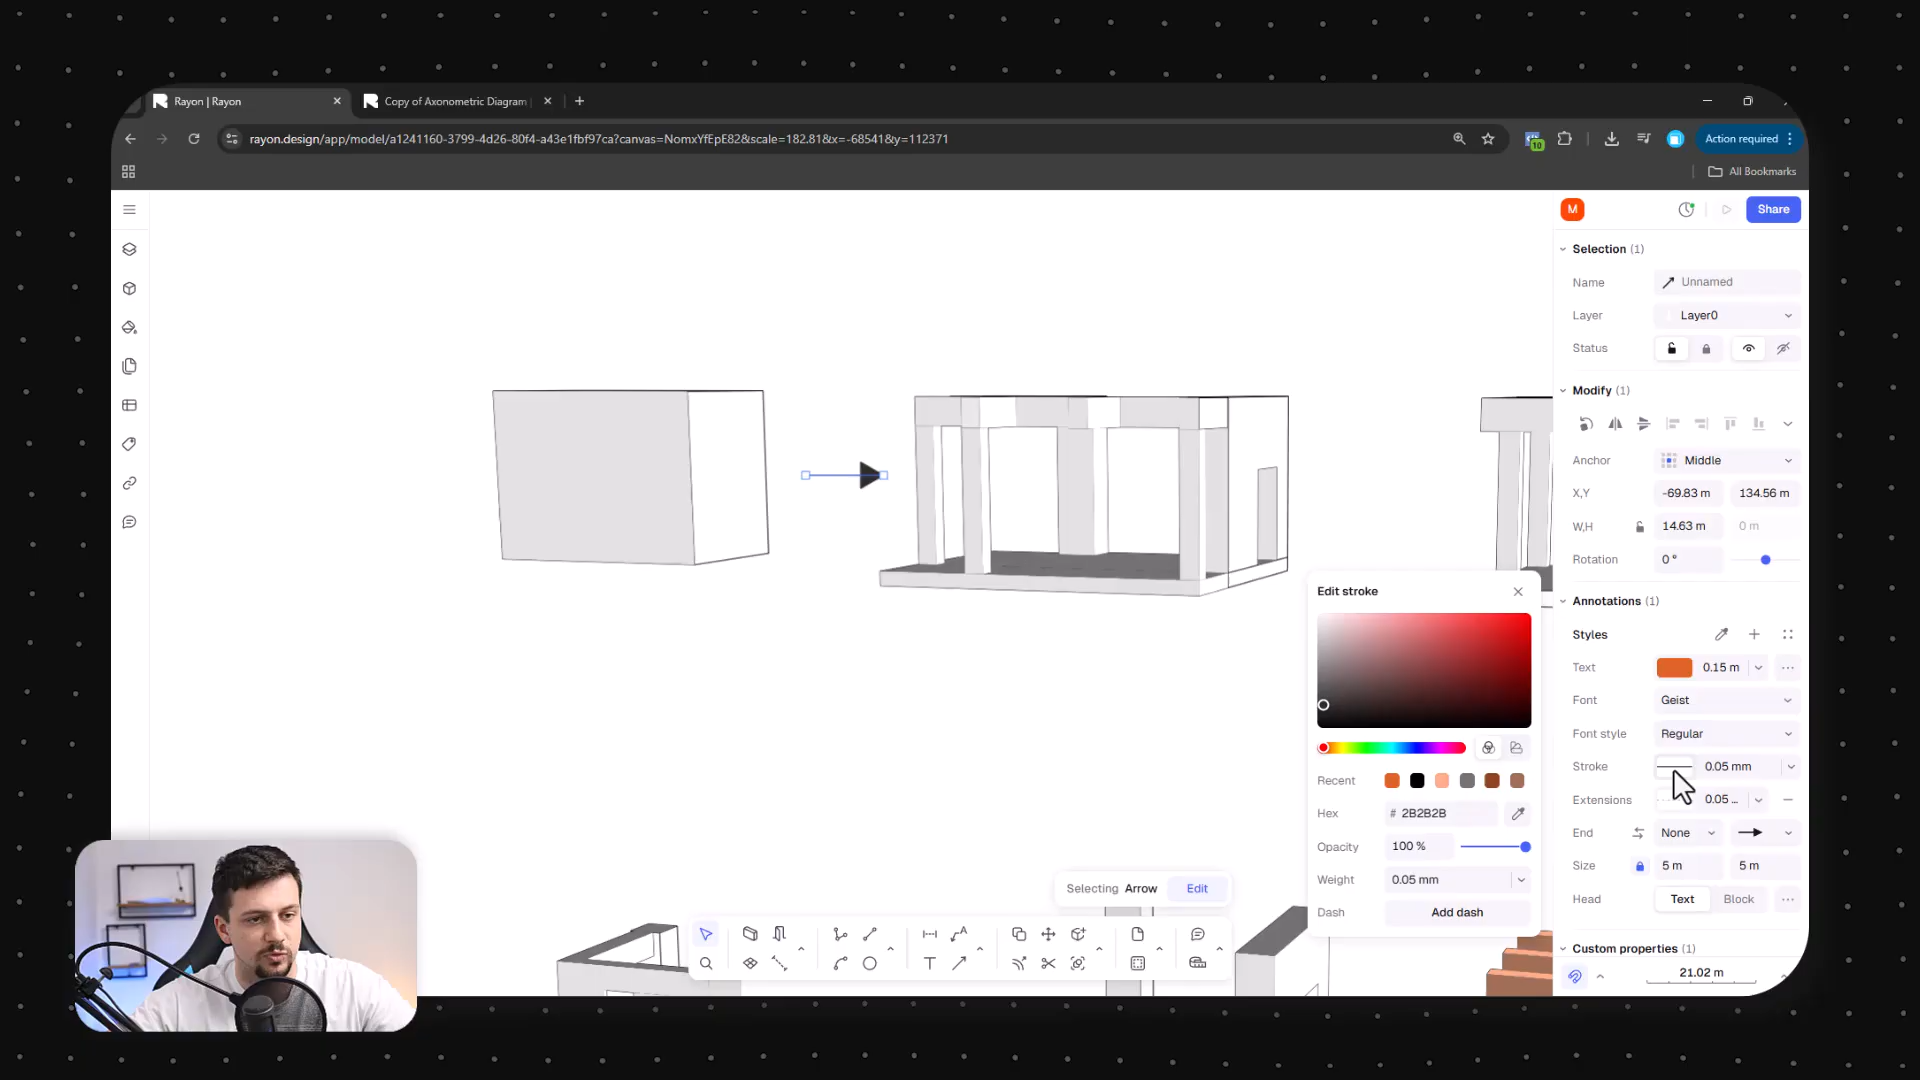 Rayon | Rayon
Copy of Axonometric Diagram
rayon.design/app/model/a1241160-3799-4d26-80f4-a43e1fbf97ca?canvas=NomxYfEpE82&scale=182.81&x=-68541&y=112371
10
Action required
All Bookmarks
M
Share
Selection (1)
Name Unnamed
Layer Layer0
Status
Modify (1)
Anchor Middle
X,Y -69.83 m 134.56 m
W,H 14.63 m 0 m
Rotation 0 °
Annotations (1)
Styles
Text 0.15 m
Font Geist
Font style Regular
Stroke 0.05 mm
Extensions 0.05 ...
End None
Size 5 m 5 m
Head Text Block
Custom properties (1)
21.02 m
Edit stroke
Recent
Hex # 2B2B2B
Opacity 100 %
Weight 0.05 mm
Dash Add dash
Selecting Arrow Edit